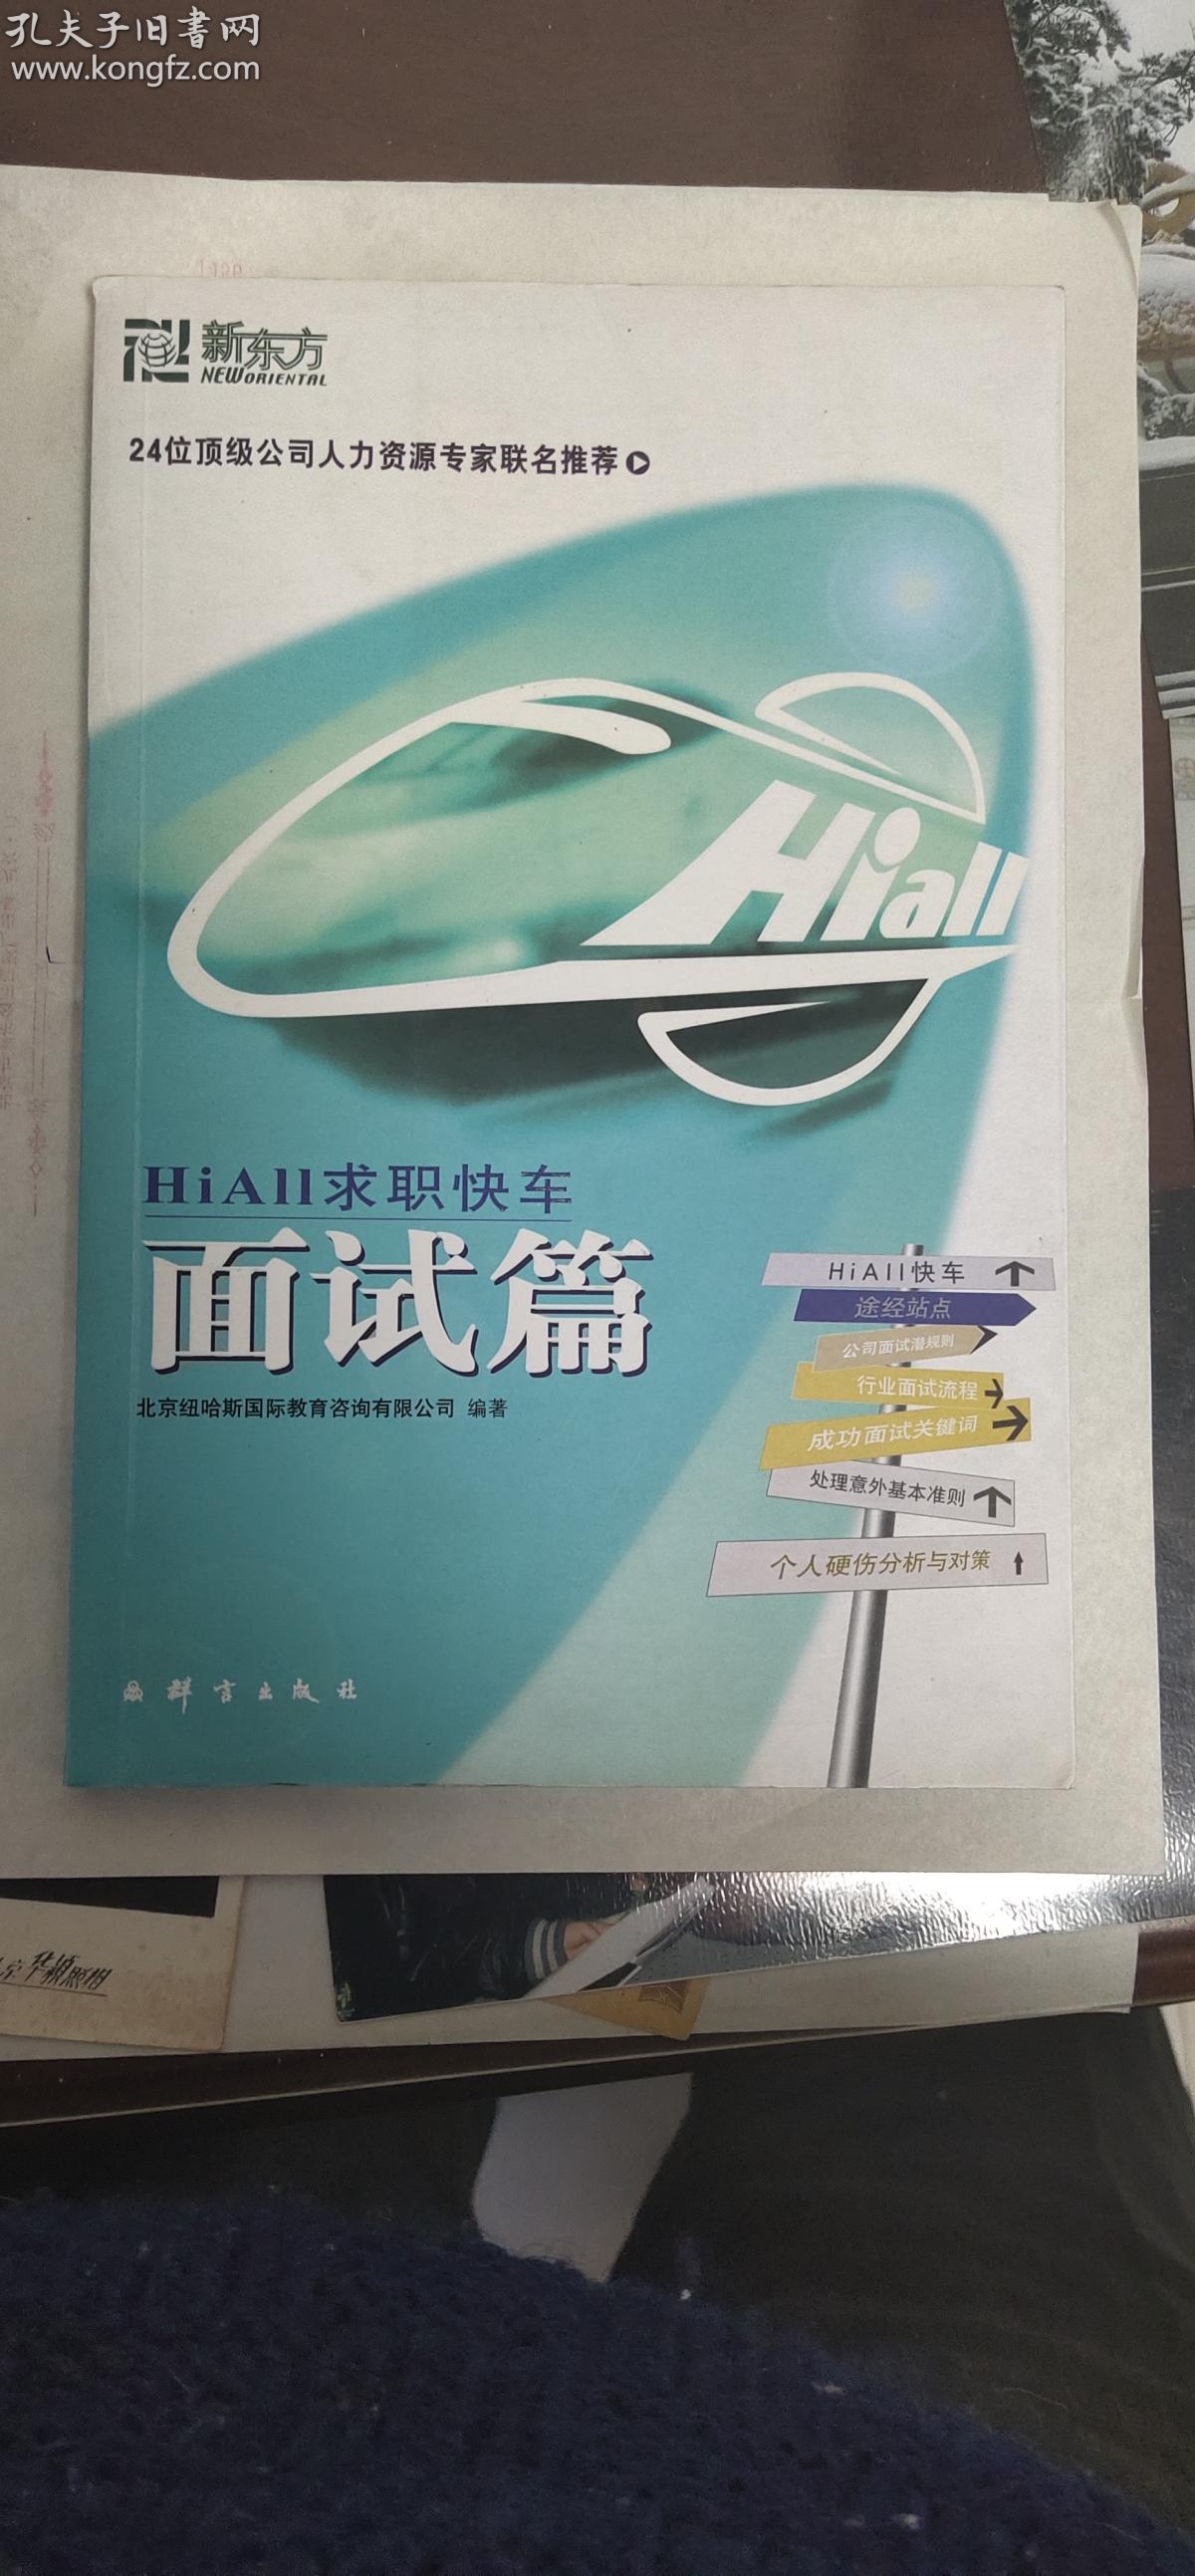 孔夫子旧書网
www.kongfz.com
新东方
NEW ORIENTAL
24位顶级公司人力资源专家联名推荐
Hiall
HiAll求职快车
面试篇
北京纽哈斯国际教育咨询有限公司 编著
HiAll快车
途经站点
公司面试潜规则
行业面试流程
成功面试关键词
处理意外基本准则
个人硬伤分析与对策
群言出版社